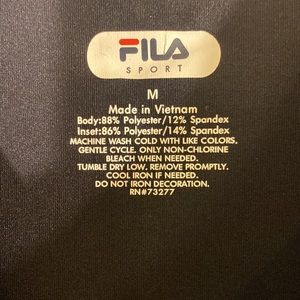 FILA
SPORT
M
Made in Vietnam
Body:88% Polyester/12% Spandex
Inset:86% Polyester/14% Spandex
MACHINE WASH COLD WITH LIKE COLORS.
GENTLE CYCLE. ONLY NON-CHLORINE
BLEACH WHEN NEEDED.
TUMBLE DRY LOW. REMOVE PROMPTLY.
COOL IRON IF NEEDED.
DO NOT IRON DECORATION.
RN#73277